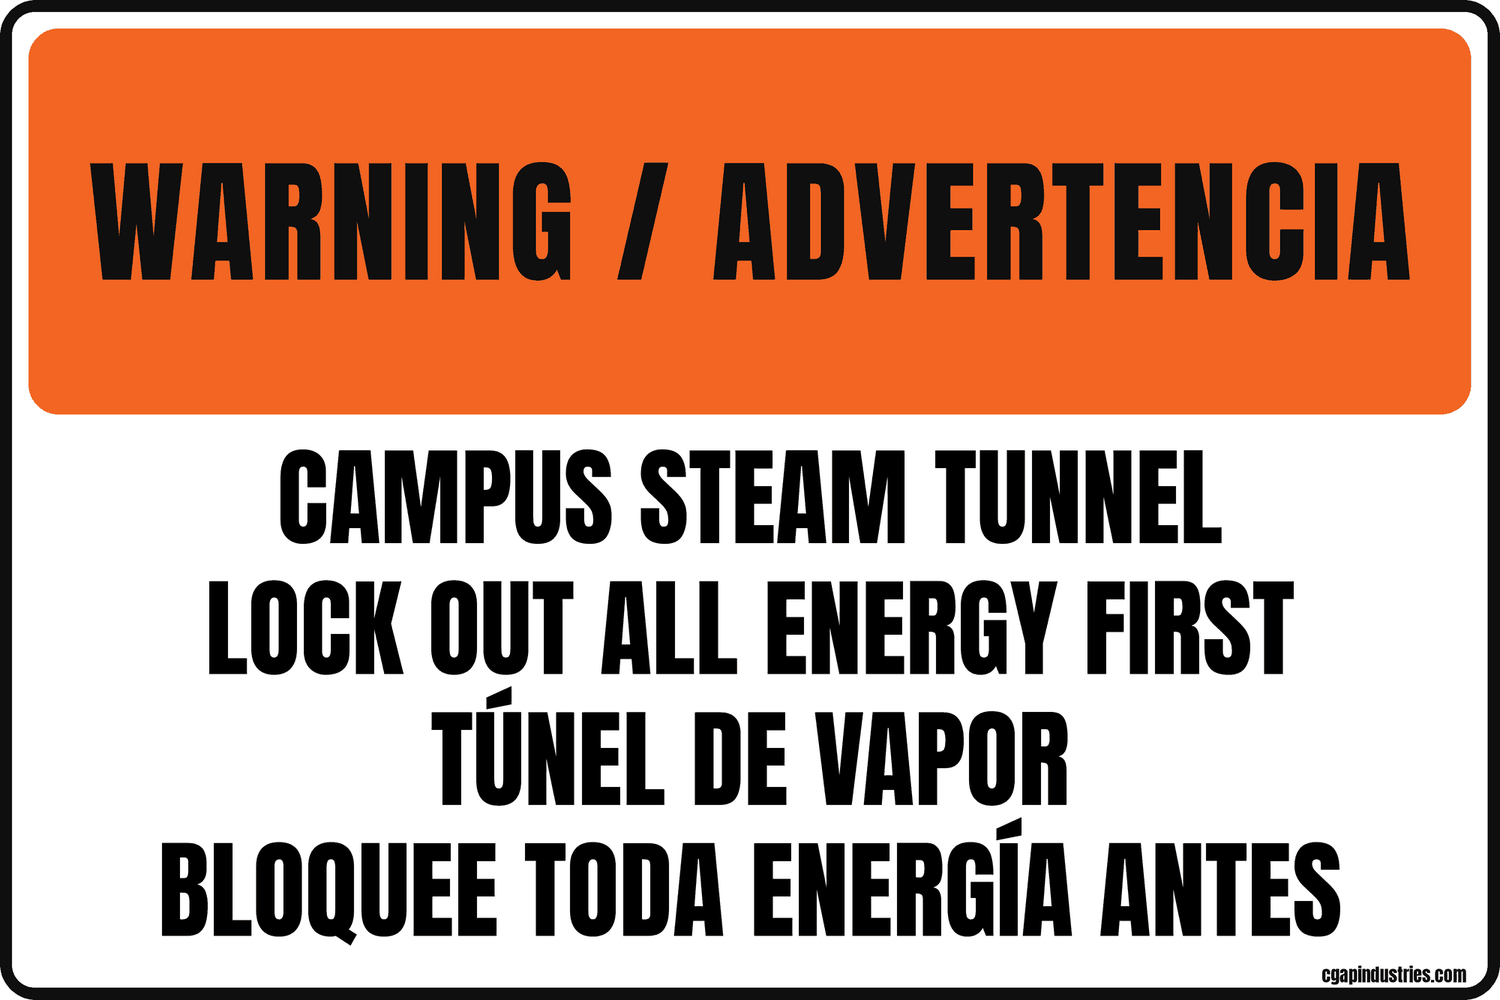 WARNING / ADVERTENCIA
CAMPUS STEAM TUNNEL
LOCK OUT ALL ENERGY FIRST
TÚNEL DE VAPOR
BLOQUEE TODA ENERGÍA ANTES
cgapindustries.com